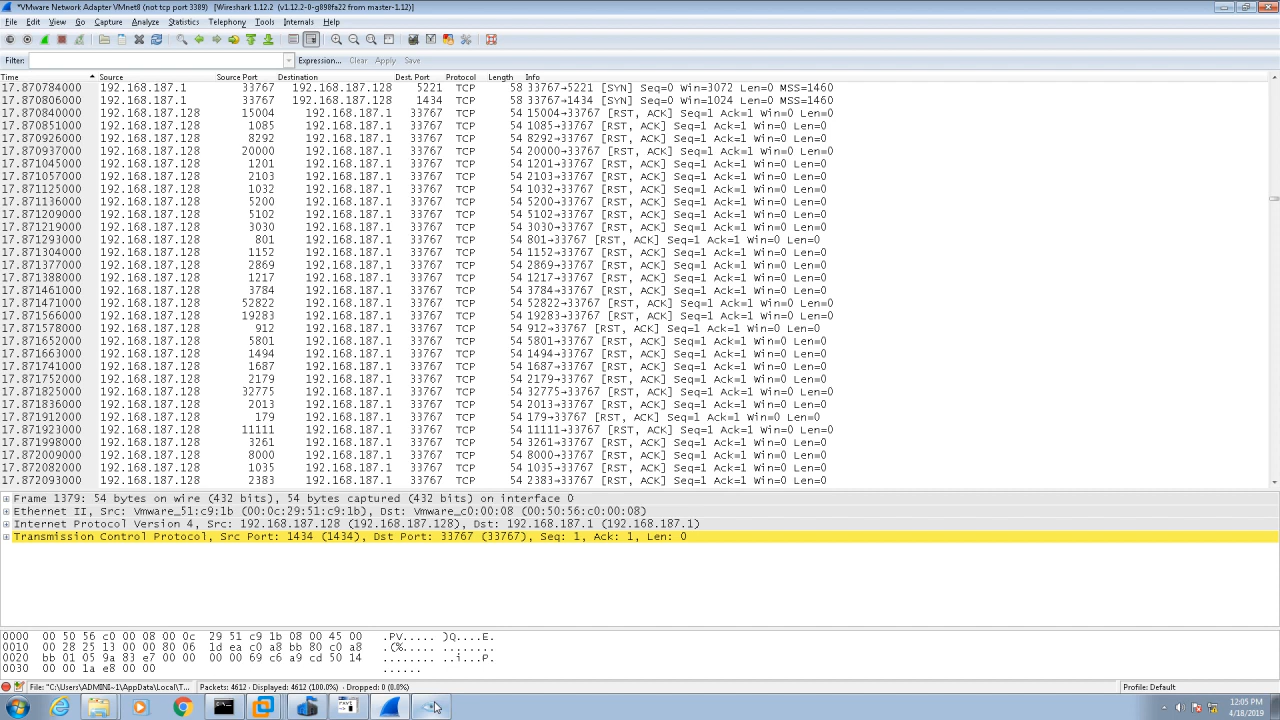 *VMware Network Adapter VMnet8 (not tcp port 3389) [Wireshark 1.12.2 (v1.12.2-0-g898fa22 from master-1.12)]
File Edit View Go Capture Analyze Statistics Telephony Tools Internals Help
Filter: Expression... Clear Apply Save
Time Source Source Port Destination Dest. Port Protocol Length Info
17.870784000 192.168.187.1 33767 192.168.187.128 5221 TCP 58 33767→5221 [SYN] Seq=0 Win=3072 Len=0 MSS=1460
17.870806000 192.168.187.1 33767 192.168.187.128 1434 TCP 58 33767→1434 [SYN] Seq=0 Win=1024 Len=0 MSS=1460
17.870840000 192.168.187.128 15004 192.168.187.1 33767 TCP 54 15004→33767 [RST, ACK] Seq=1 Ack=1 Win=0 Len=0
17.870851000 192.168.187.128 1085 192.168.187.1 33767 TCP 54 1085→33767 [RST, ACK] Seq=1 Ack=1 Win=0 Len=0
17.870926000 192.168.187.128 8292 192.168.187.1 33767 TCP 54 8292→33767 [RST, ACK] Seq=1 Ack=1 Win=0 Len=0
17.870937000 192.168.187.128 20000 192.168.187.1 33767 TCP 54 20000→33767 [RST, ACK] Seq=1 Ack=1 Win=0 Len=0
17.871045000 192.168.187.128 1201 192.168.187.1 33767 TCP 54 1201→33767 [RST, ACK] Seq=1 Ack=1 Win=0 Len=0
17.871057000 192.168.187.128 2103 192.168.187.1 33767 TCP 54 2103→33767 [RST, ACK] Seq=1 Ack=1 Win=0 Len=0
17.871125000 192.168.187.128 1032 192.168.187.1 33767 TCP 54 1032→33767 [RST, ACK] Seq=1 Ack=1 Win=0 Len=0
17.871136000 192.168.187.128 5200 192.168.187.1 33767 TCP 54 5200→33767 [RST, ACK] Seq=1 Ack=1 Win=0 Len=0
17.871209000 192.168.187.128 5102 192.168.187.1 33767 TCP 54 5102→33767 [RST, ACK] Seq=1 Ack=1 Win=0 Len=0
17.871219000 192.168.187.128 3030 192.168.187.1 33767 TCP 54 3030→33767 [RST, ACK] Seq=1 Ack=1 Win=0 Len=0
17.871293000 192.168.187.128 801 192.168.187.1 33767 TCP 54 801→33767 [RST, ACK] Seq=1 Ack=1 Win=0 Len=0
17.871304000 192.168.187.128 1152 192.168.187.1 33767 TCP 54 1152→33767 [RST, ACK] Seq=1 Ack=1 Win=0 Len=0
17.871377000 192.168.187.128 2869 192.168.187.1 33767 TCP 54 2869→33767 [RST, ACK] Seq=1 Ack=1 Win=0 Len=0
17.871388000 192.168.187.128 1217 192.168.187.1 33767 TCP 54 1217→33767 [RST, ACK] Seq=1 Ack=1 Win=0 Len=0
17.871461000 192.168.187.128 3784 192.168.187.1 33767 TCP 54 3784→33767 [RST, ACK] Seq=1 Ack=1 Win=0 Len=0
17.871471000 192.168.187.128 52822 192.168.187.1 33767 TCP 54 52822→33767 [RST, ACK] Seq=1 Ack=1 Win=0 Len=0
17.871566000 192.168.187.128 19283 192.168.187.1 33767 TCP 54 19283→33767 [RST, ACK] Seq=1 Ack=1 Win=0 Len=0
17.871578000 192.168.187.128 912 192.168.187.1 33767 TCP 54 912→33767 [RST, ACK] Seq=1 Ack=1 Win=0 Len=0
17.871652000 192.168.187.128 5801 192.168.187.1 33767 TCP 54 5801→33767 [RST, ACK] Seq=1 Ack=1 Win=0 Len=0
17.871663000 192.168.187.128 1494 192.168.187.1 33767 TCP 54 1494→33767 [RST, ACK] Seq=1 Ack=1 Win=0 Len=0
17.871741000 192.168.187.128 1687 192.168.187.1 33767 TCP 54 1687→33767 [RST, ACK] Seq=1 Ack=1 Win=0 Len=0
17.871752000 192.168.187.128 2179 192.168.187.1 33767 TCP 54 2179→33767 [RST, ACK] Seq=1 Ack=1 Win=0 Len=0
17.871825000 192.168.187.128 32775 192.168.187.1 33767 TCP 54 32775→33767 [RST, ACK] Seq=1 Ack=1 Win=0 Len=0
17.871836000 192.168.187.128 2013 192.168.187.1 33767 TCP 54 2013→33767 [RST, ACK] Seq=1 Ack=1 Win=0 Len=0
17.871912000 192.168.187.128 179 192.168.187.1 33767 TCP 54 179→33767 [RST, ACK] Seq=1 Ack=1 Win=0 Len=0
17.871923000 192.168.187.128 11111 192.168.187.1 33767 TCP 54 11111→33767 [RST, ACK] Seq=1 Ack=1 Win=0 Len=0
17.871998000 192.168.187.128 3261 192.168.187.1 33767 TCP 54 3261→33767 [RST, ACK] Seq=1 Ack=1 Win=0 Len=0
17.872009000 192.168.187.128 8000 192.168.187.1 33767 TCP 54 8000→33767 [RST, ACK] Seq=1 Ack=1 Win=0 Len=0
17.872082000 192.168.187.128 1035 192.168.187.1 33767 TCP 54 1035→33767 [RST, ACK] Seq=1 Ack=1 Win=0 Len=0
17.872093000 192.168.187.128 2383 192.168.187.1 33767 TCP 54 2383→33767 [RST, ACK] Seq=1 Ack=1 Win=0 Len=0
Frame 1379: 54 bytes on wire (432 bits), 54 bytes captured (432 bits) on interface 0
Ethernet II, Src: Vmware_51:c9:1b (00:0c:29:51:c9:1b), Dst: Vmware_c0:00:08 (00:50:56:c0:00:08)
Internet Protocol Version 4, Src: 192.168.187.128 (192.168.187.128), Dst: 192.168.187.1 (192.168.187.1)
Transmission Control Protocol, Src Port: 1434 (1434), Dst Port: 33767 (33767), Seq: 1, Ack: 1, Len: 0
0000 00 50 56 c0 00 08 00 0c 29 51 c9 1b 08 00 45 00 .PV..... )Q....E.
0010 00 28 25 13 00 00 80 06 1d ea c0 a8 bb 80 c0 a8 .(%..... ........
0020 bb 01 05 9a 83 e7 00 00 00 00 69 c6 a9 cd 50 14 ........ ..i...P.
0030 00 00 1a e8 00 00 ......
File: "C:\Users\ADMINI~1\AppData\Local\T... Packets: 4612 · Displayed: 4612 (100.0%) · Dropped: 0 (0.0%) Profile: Default
12:05 PM
4/18/2019